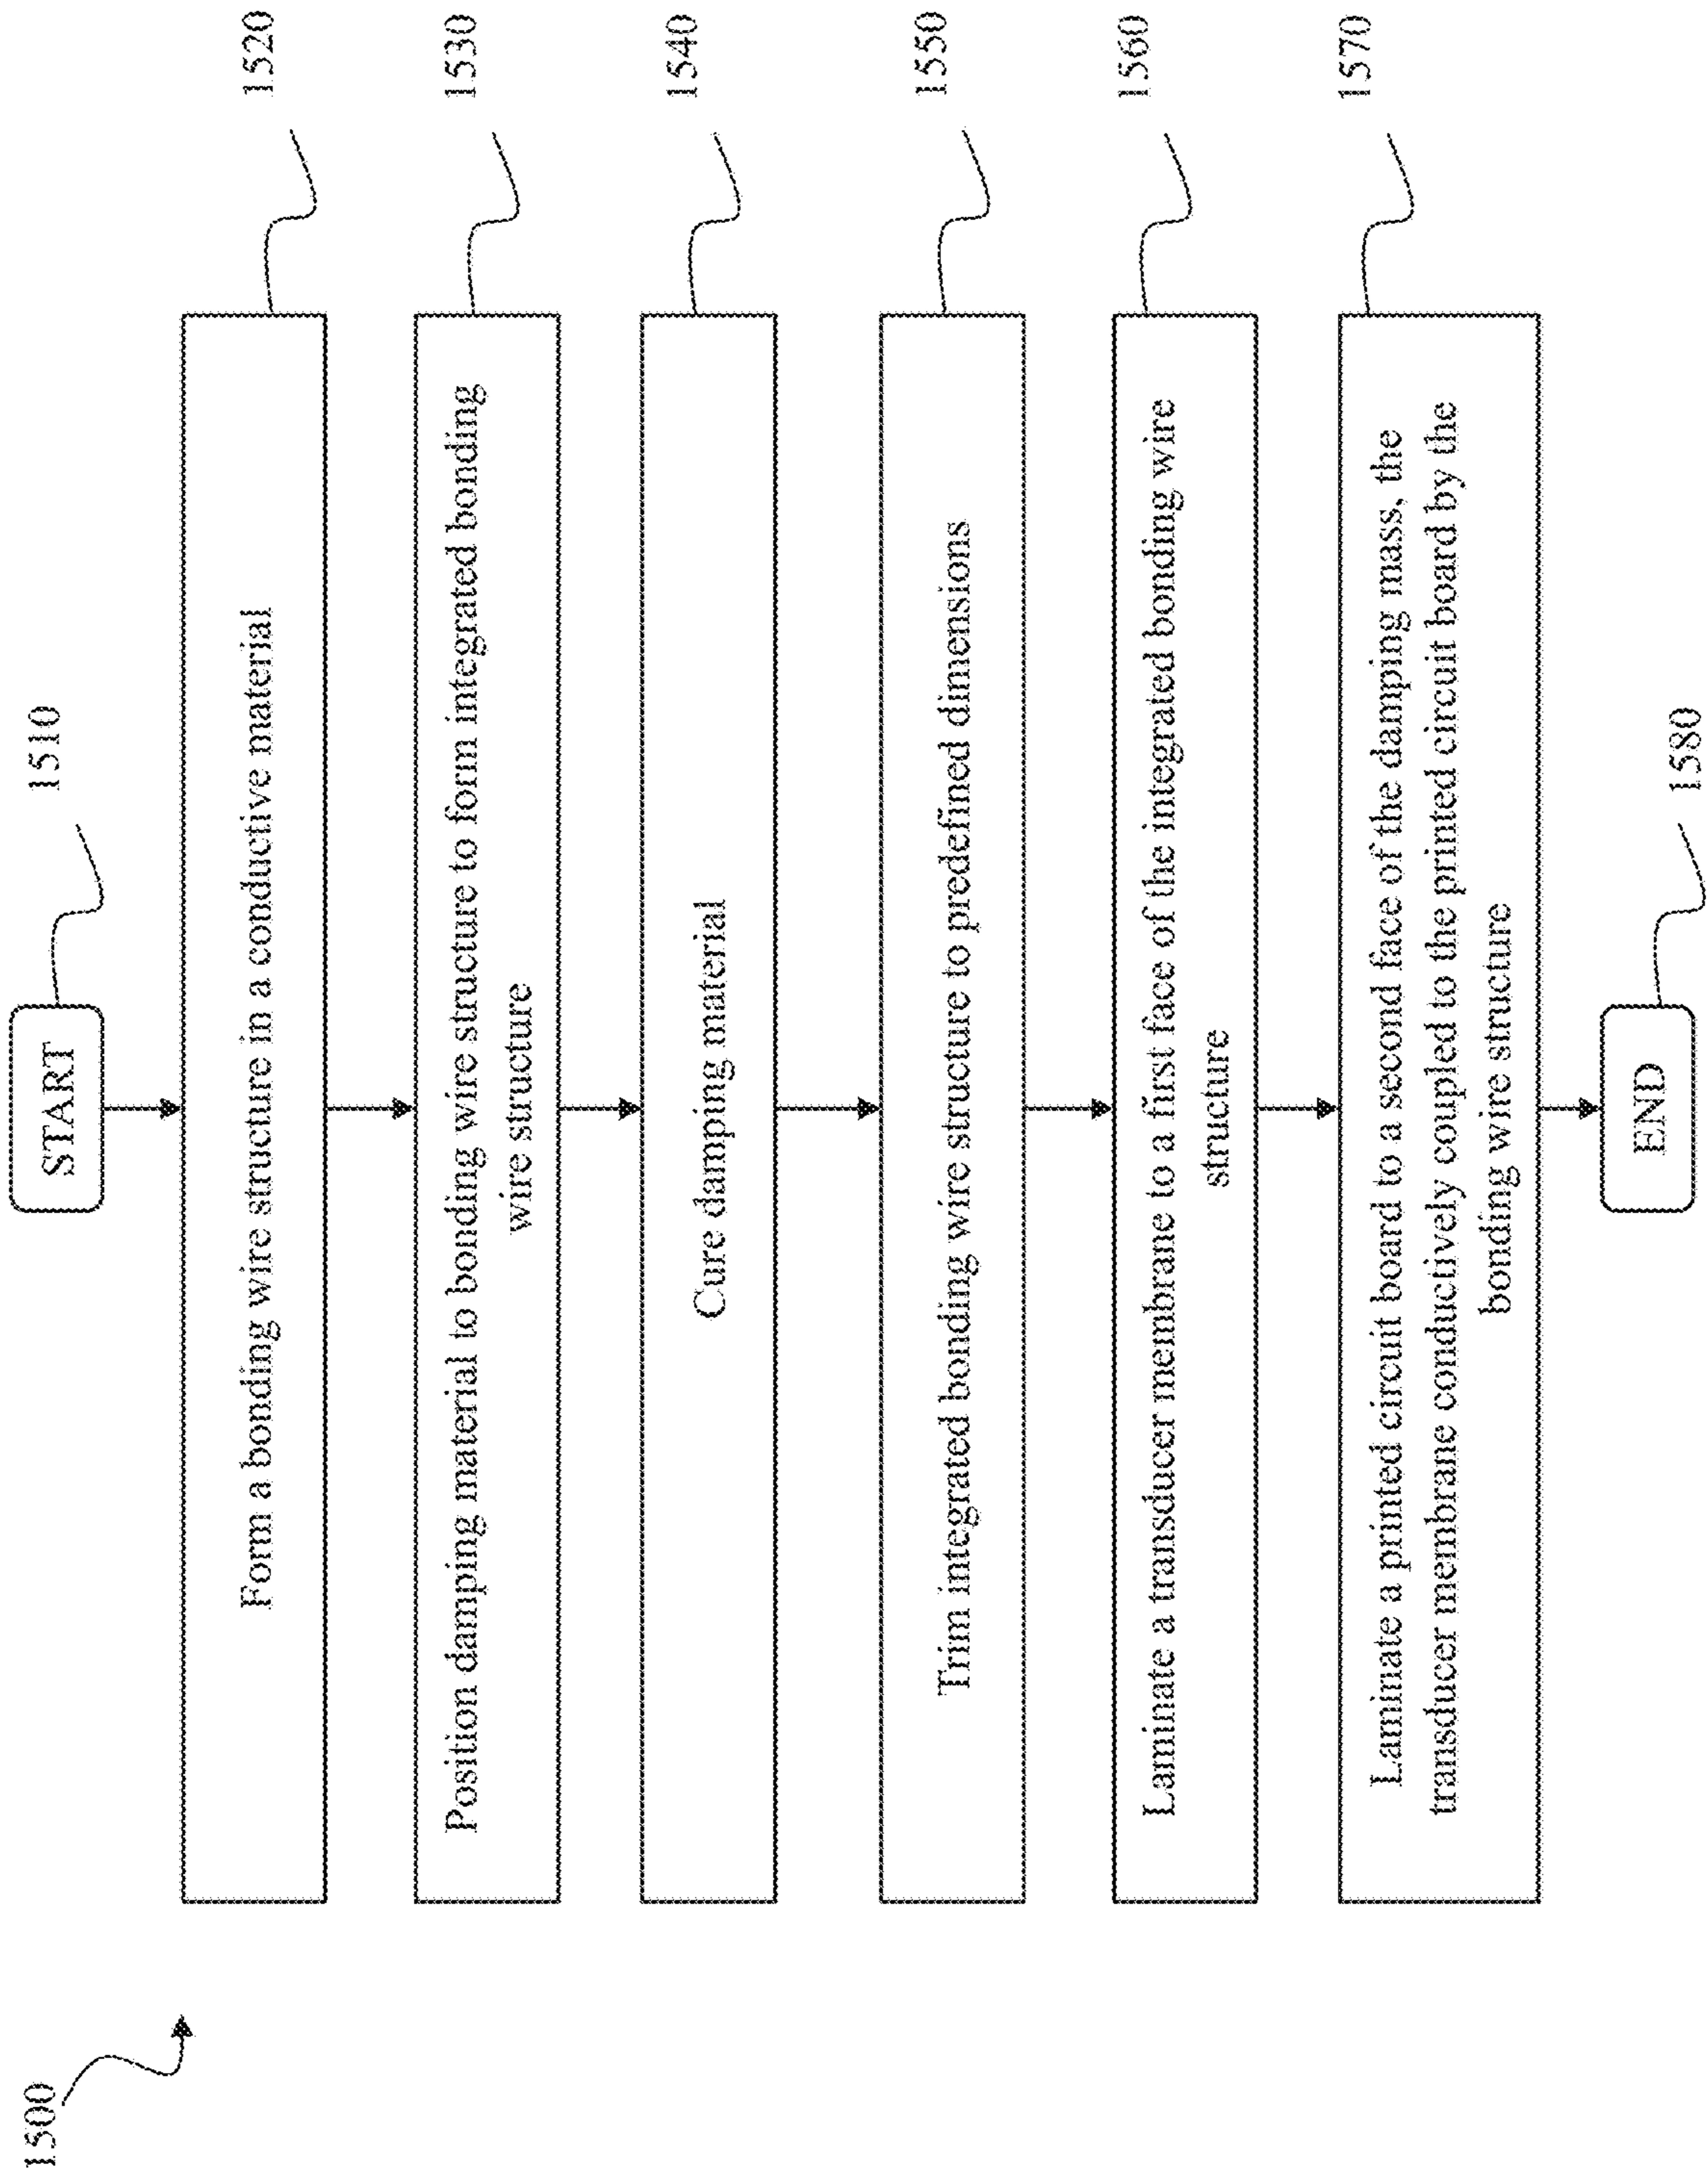 1500
START
1510
Form a bonding wire structure in a conductive material
1520
Position damping material to bonding wire structure to form integrated bonding
wire structure
1530
Cure damping material
1540
Trim integrated bonding wire structure to predefined dimensions
1550
Laminate a transducer membrane to a first face of the integrated bonding wire
structure
1560
Laminate a printed circuit board to a second face of the damping mass, the
transducer membrane conductively coupled to the printed circuit board by the
bonding wire structure
1570
END
1580